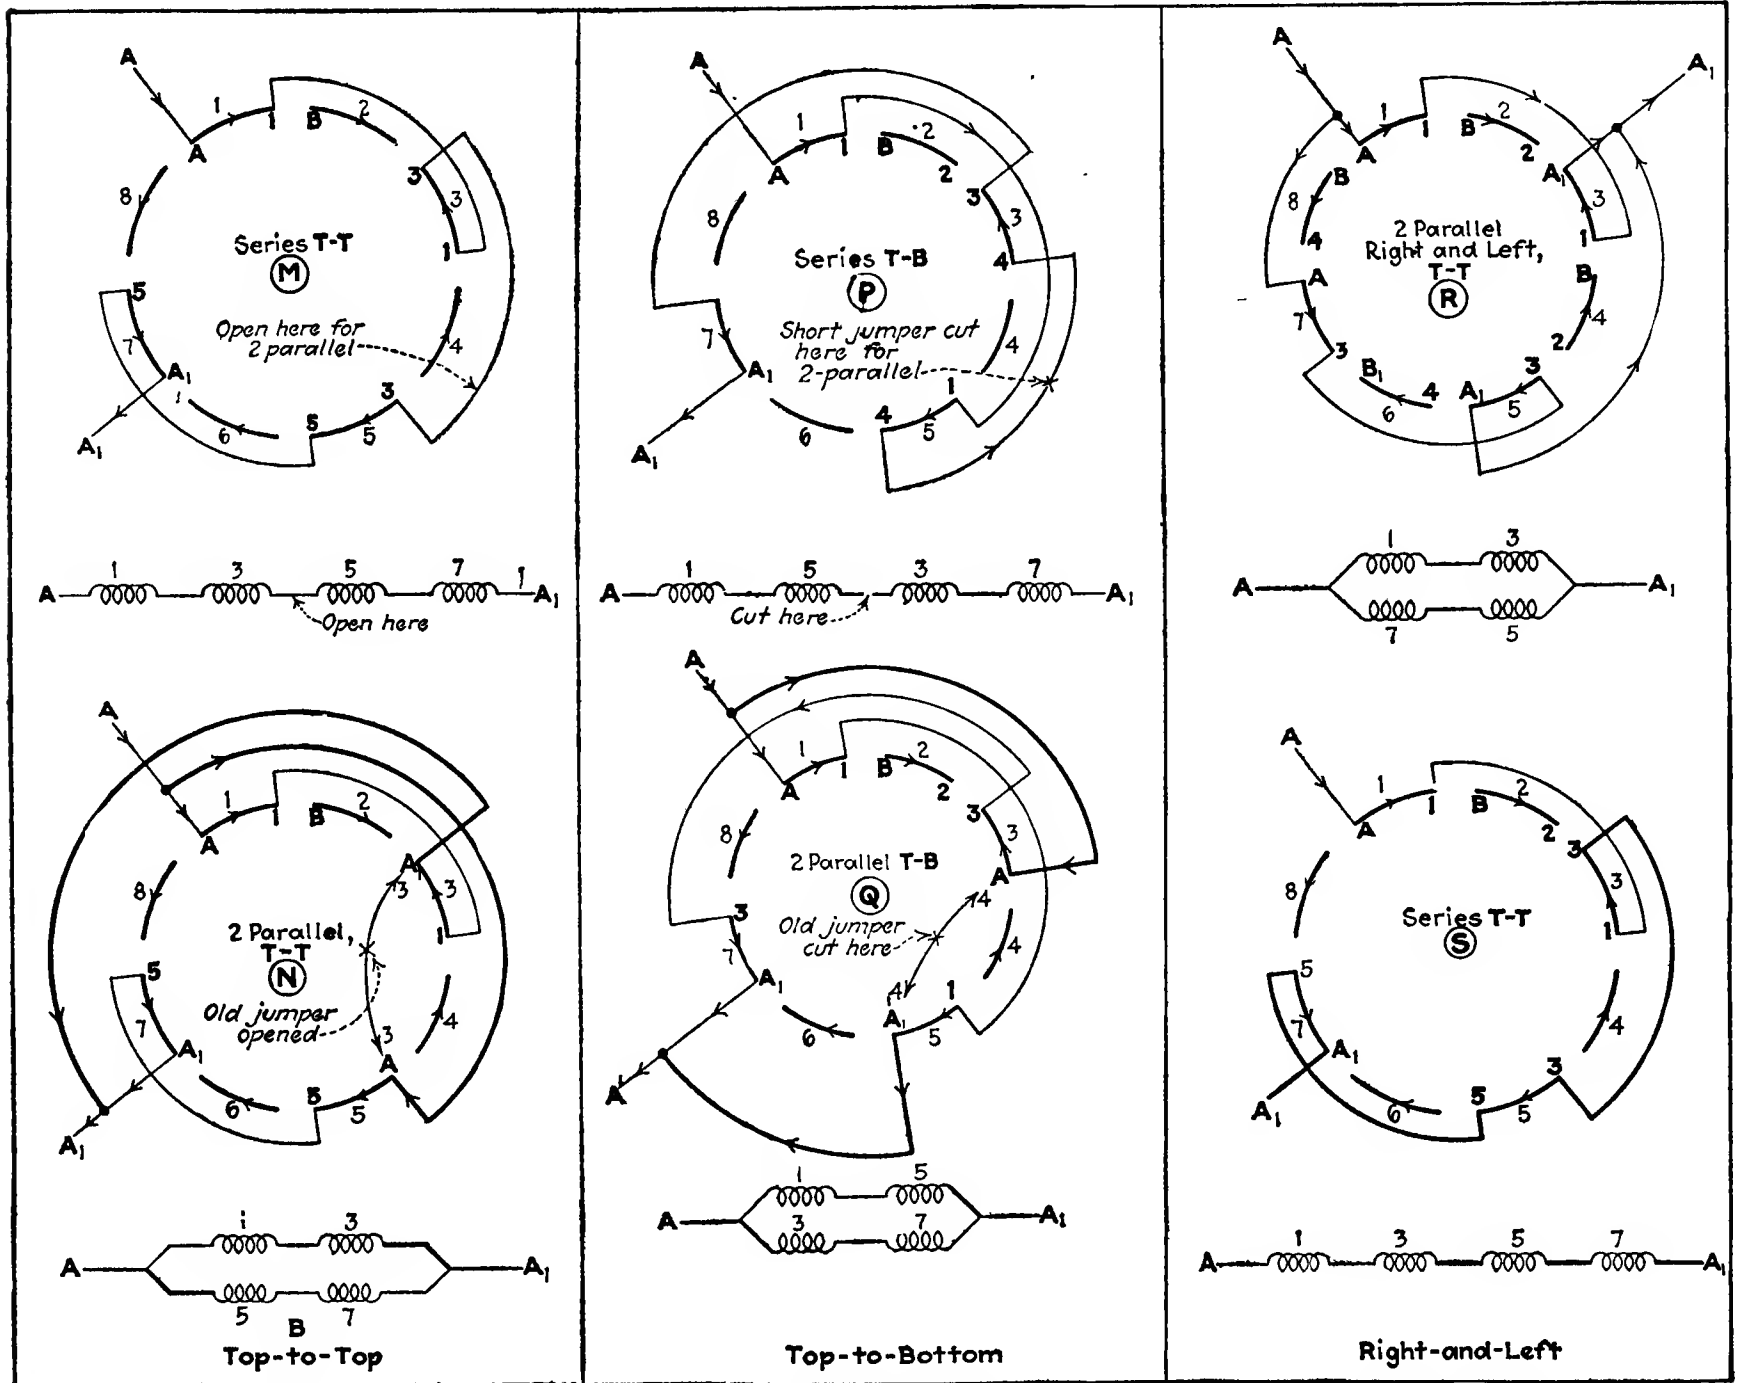 A
1
1
B
2
A
3
3
8
1
Series T-T
M
5
Open here for
2 parallel
7
4
A₁
3
1
6
5
5
A₁
A
1
3
5
7
1
A₁
Open here
A
1
1
B
2
A
8
3
2 Parallel,
T-T
N
1
5
7
4
Old jumper
opened
3
3
A₁
A
6
5
5
A₁
A
1
3
A₁
5
7
B
Top-to-Top
A
1
1
B
2
2
A
3
8
3
4
Series T-B
P
7
Short jumper cut
here for
2-parallel
4
A₁
1
4
6
5
A₁
A
1
5
3
7
A₁
Cut here
A
1
1
B
2
2
A
3
8
3
2 Parallel T-B
Q
A
4
3
Old jumper
cut here
7
4
A₁
4
1
A₁
6
5
A
1
5
A
3
7
A₁
Top-to-Bottom
A
A₁
1
1
B
2
2
A
A₁
B
8
3
4
1
2 Parallel
Right and Left,
T-T
R
A
B
7
4
3
2
B₁
4
A₁
3
6
5
1
3
A
A₁
7
5
A
1
1
B
2
2
A
3
8
3
1
Series T-T
S
5
7
4
A₁
3
5
A₁
6
5
1
3
5
7
A
A₁
Right-and-Left